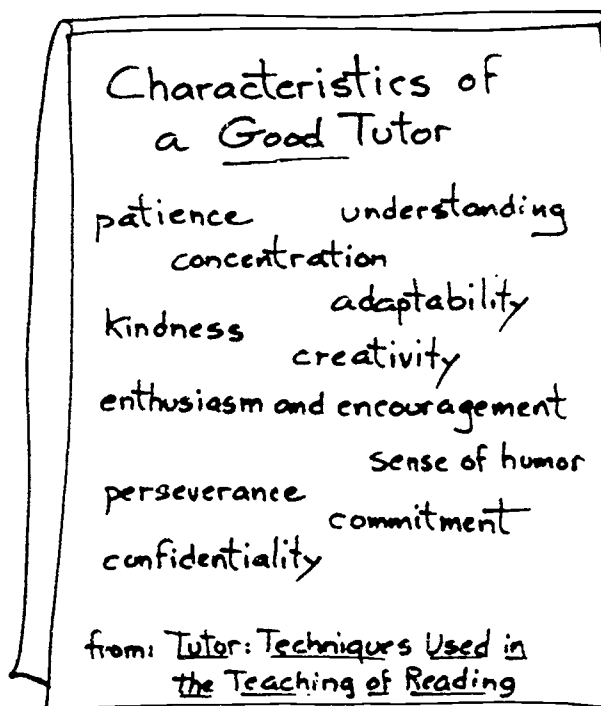 Characteristics of
a Good Tutor
patience understanding
concentration
adaptability
kindness
creativity
enthusiasm and encouragement
sense of humor
perseverance
commitment
confidentiality
from: Tutor: Techniques Used in
the Teaching of Reading